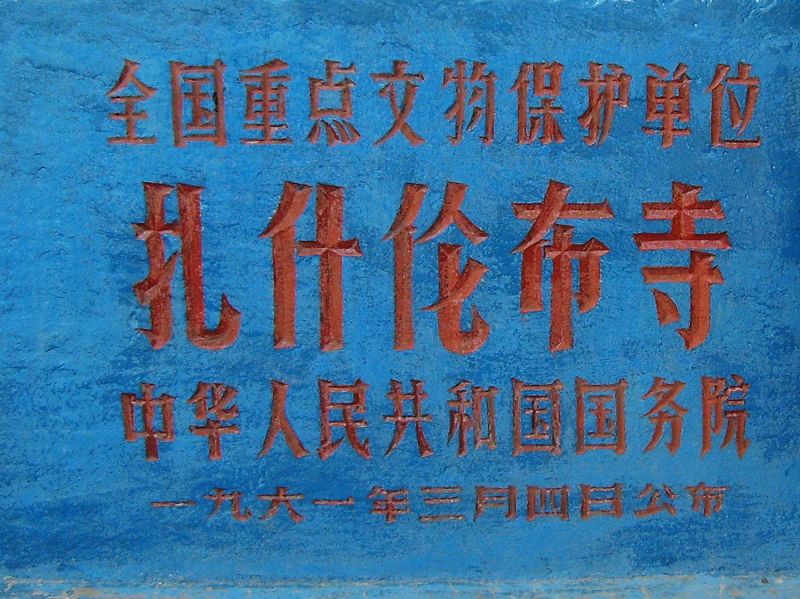 全国重点文物保护单位
扎什伦布寺
中华人民共和国国务院
一九六一年三月四日公布